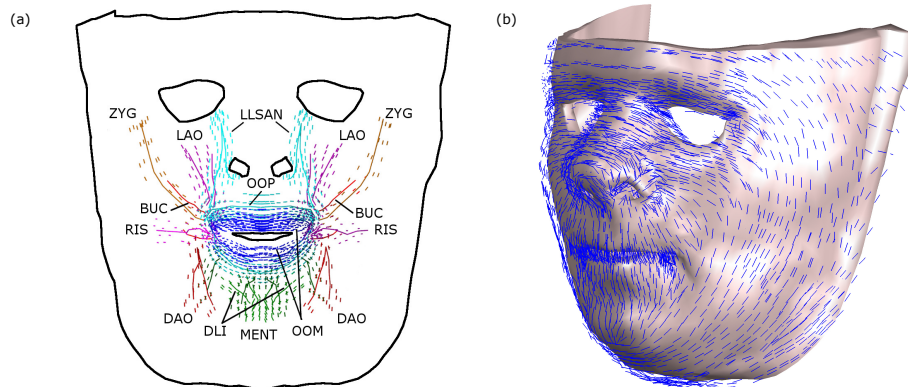 (a)
(b)
ZYG
LLSAN
ZYG
LAO
LAO
OOP
BUC
BUC
RIS
RIS
DAO
DLI
MENT
OOM
DAO